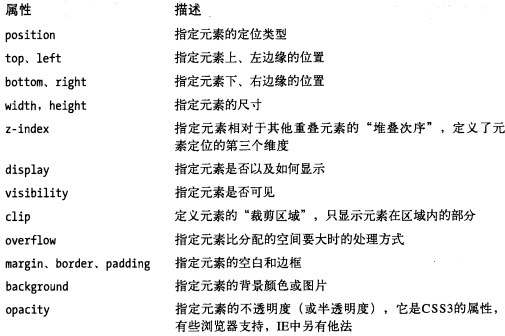 属性 描述
position 指定元素的定位类型
top、left 指定元素上、左边缘的位置
bottom、right 指定元素下、右边缘的位置
width，height 指定元素的尺寸
z-index 指定元素相对于其他重叠元素的“堆叠次序”，定义了元
素定位的第三个维度
display 指定元素是否以及如何显示
visibility 指定元素是否可见
clip 定义元素的“裁剪区域”，只显示元素在区域内的部分
overflow 指定元素比分配的空间要大时的处理方式
margin、border、padding 指定元素的空白和边框
background 指定元素的背景颜色或图片
opacity 指定元素的不透明度（或半透明度），它是CSS3的属性，
有些浏览器支持，IE中另有他法